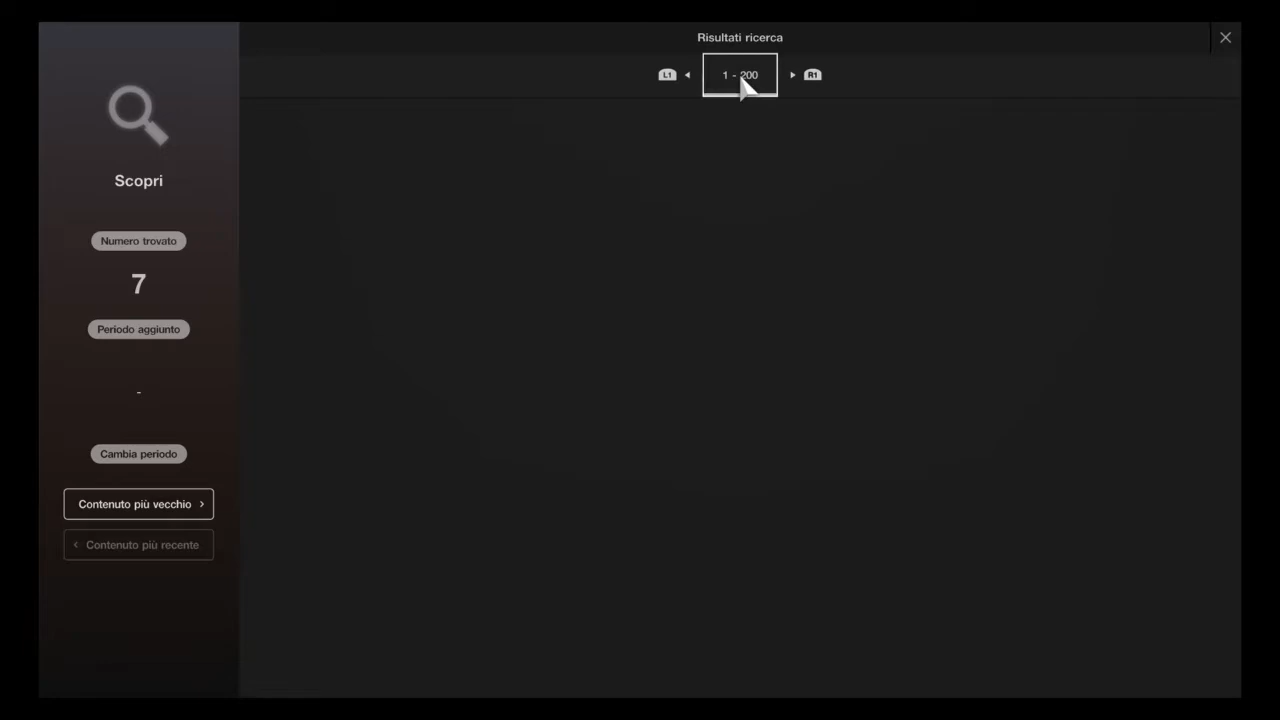 Risultati ricerca
L1 1 - 200 R1
Scopri
Numero trovato
7
Periodo aggiunto
-
Cambia periodo
Contenuto più vecchio
Contenuto più recente